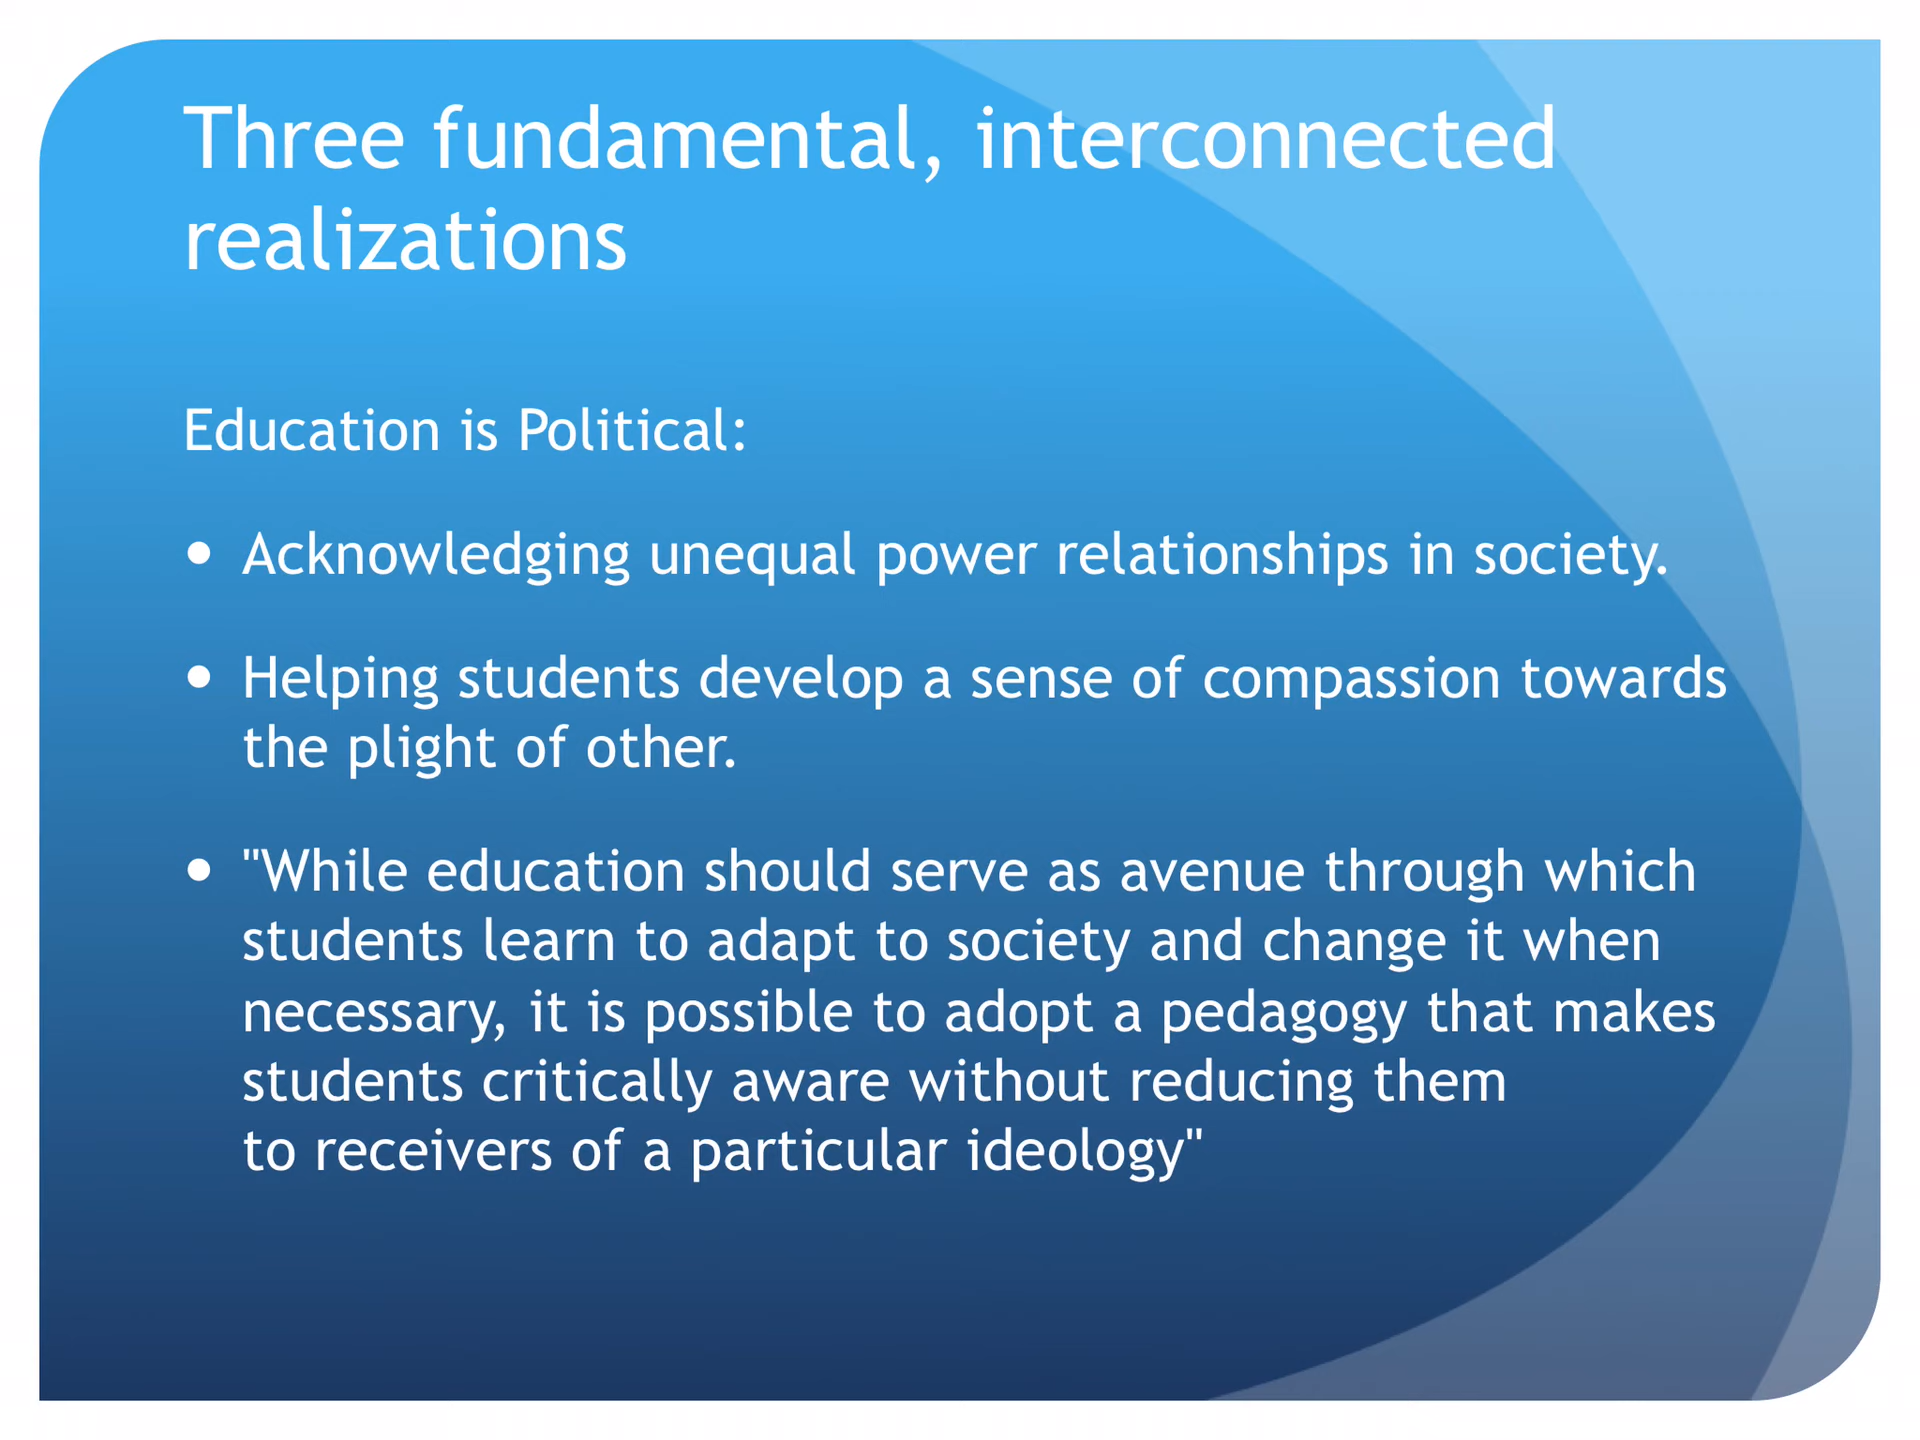 Three fundamental, interconnected
realizations
Education is Political:
• Acknowledging unequal power relationships in society.
• Helping students develop a sense of compassion towards
the plight of other.
• "While education should serve as avenue through which
students learn to adapt to society and change it when
necessary, it is possible to adopt a pedagogy that makes
students critically aware without reducing them
to receivers of a particular ideology"